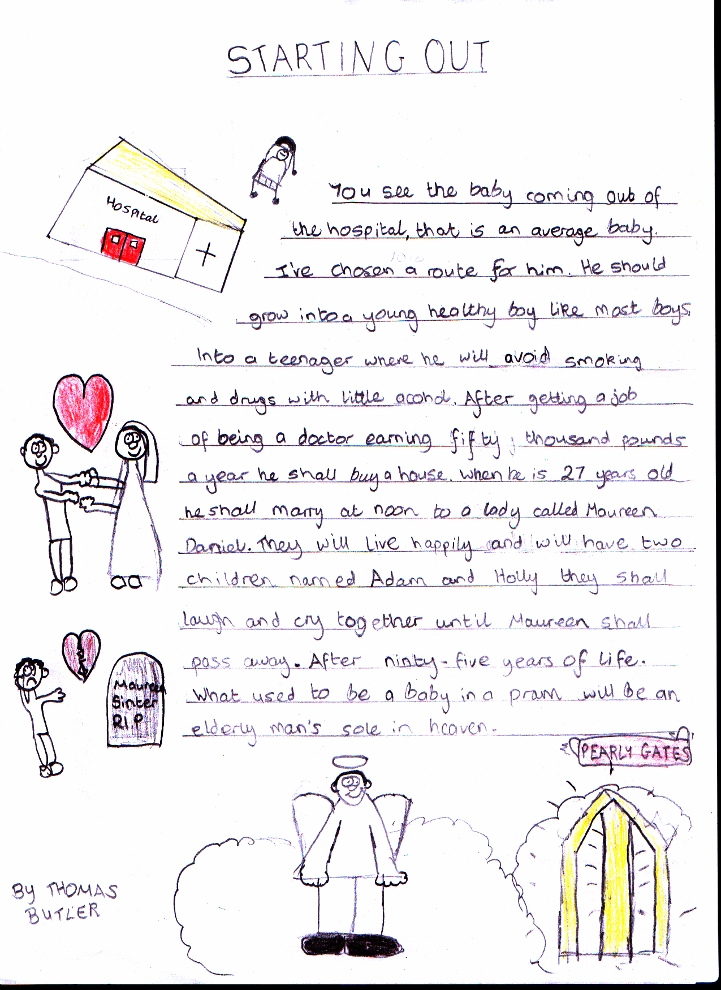 STARTING OUT
Hospital
You see the baby coming out of
the hospital, that is an average baby.
I've chosen a route for him. He should
grow into a young healthy boy like most boys.
Into a teenager where he will avoid smoking
and drugs with little acohol. After getting a job
of being a doctor earning fifty thousand pounds
a year he shall buy a house. When he is 27 years old
he shall marry at noon to a lady called Maureen
Daniel. They will live happily and will have two
children named Adam and Holly they shall
laugh and cry together until Maureen shall
pass away. After ninty-five years of life.
What used to be a baby in a pram will be an
elderly man's sole in heaven.
Maureen
Sinter
R.I.P
PEARLY GATES
By THOMAS
BUTLER